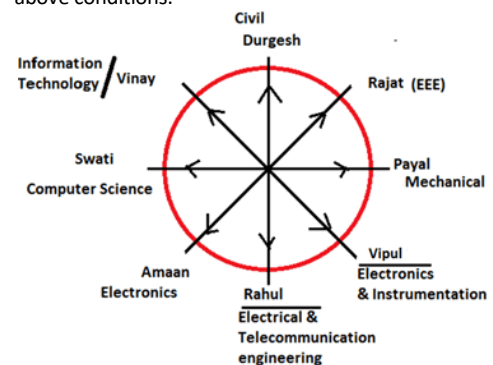 above conditions.
Civil
Durgesh
Information
Technology / Vinay
Rajat (EEE)
Swati
Computer Science
Payal
Mechanical
Amaan
Electronics
Rahul
Electrical &
Telecommunication
engineering
Vipul
Electronics
& Instrumentation